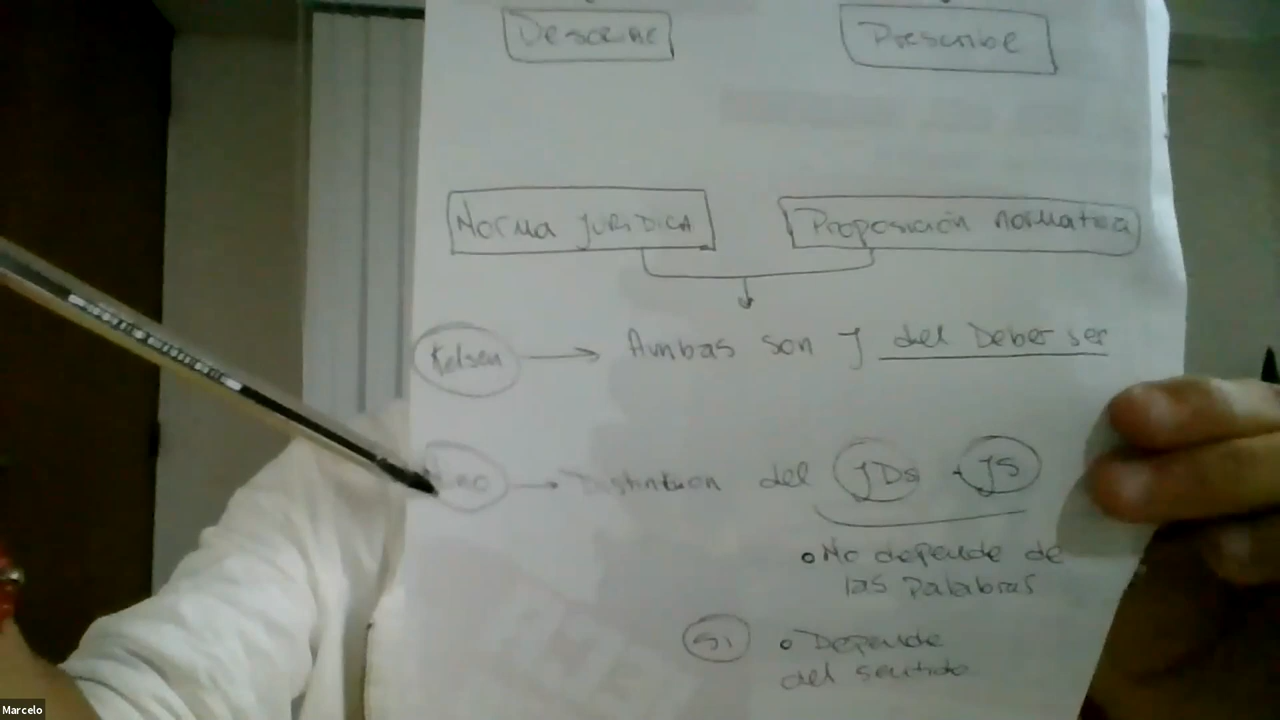 Describe
Prescribe
Norma JURIDICA
Proposición normativa
Kelsen
Ambas son J del Deber ser
Distinción del JDs JS
No depende de
las palabras
Si
Depende
del sentido
Marcelo